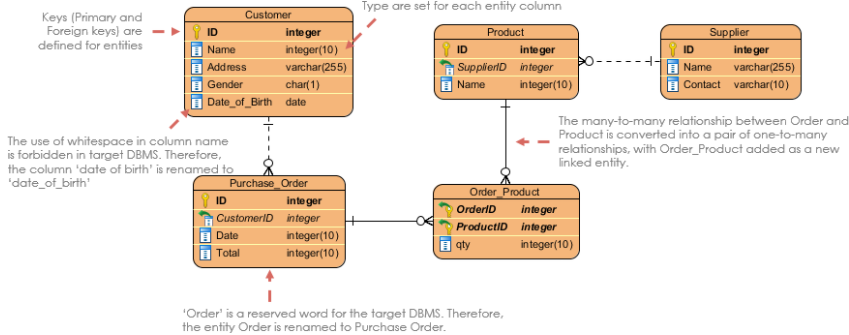 Keys (Primary and
Foreign keys) are
defined for entities
Customer
ID integer
Name integer(10)
Address varchar(255)
Gender char(1)
Date_of_Birth date
Type are set for each entity column
Product
ID integer
SupplierID integer
Name integer(10)
Supplier
ID integer
Name varchar(255)
Contact varchar(10)
The use of whitespace in column name
is forbidden in target DBMS. Therefore,
the column ‘date of birth’ is renamed to
‘date_of_birth’
The many-to-many relationship between Order and
Product is converted into a pair of one-to-many
relationships, with Order_Product added as a new
linked entity.
Purchase_Order
ID integer
CustomerID integer
Date integer(10)
Total integer(10)
Order_Product
OrderID integer
ProductID integer
qty integer(10)
‘Order’ is a reserved word for the target DBMS. Therefore,
the entity Order is renamed to Purchase Order.